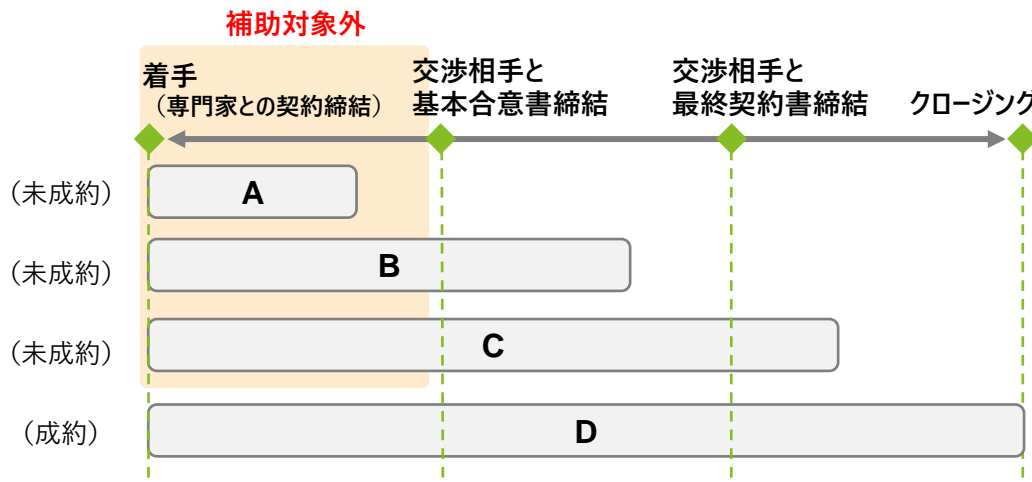 補助対象外
着手
（専門家との契約締結）
交渉相手と
基本合意書締結
交渉相手と
最終契約書締結
クロージング
（未成約）
A
（未成約）
B
（未成約）
C
（成約）
D